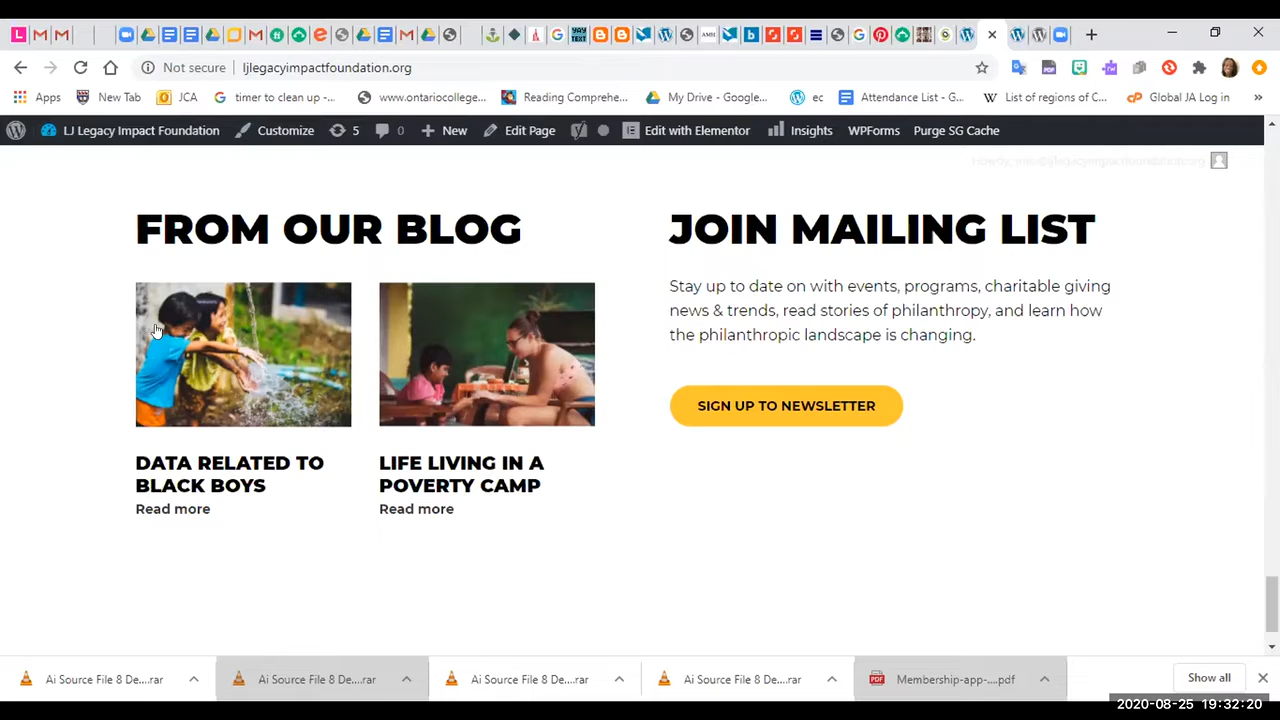 Not secure
ljlegacyimpactfoundation.org
Apps
New Tab
JCA
timer to clean up -...
www.ontariocollege...
Reading Comprehe...
My Drive - Google...
ec
Attendance List - G...
List of regions of C...
Global JA Log in
»
LJ Legacy Impact Foundation
Customize
5
0
New
Edit Page
Edit with Elementor
Insights
WPForms
Purge SG Cache
FROM OUR BLOG
JOIN MAILING LIST
Stay up to date on with events, programs, charitable giving
news & trends, read stories of philanthropy, and learn how
the philanthropic landscape is changing.
SIGN UP TO NEWSLETTER
DATA RELATED TO
BLACK BOYS
Read more
LIFE LIVING IN A
POVERTY CAMP
Read more
Ai Source File 8 De....rar
Ai Source File 8 De....rar
Ai Source File 8 De....rar
Ai Source File 8 De....rar
Membership-app-....pdf
Show all
2020-08-25 19:32:20